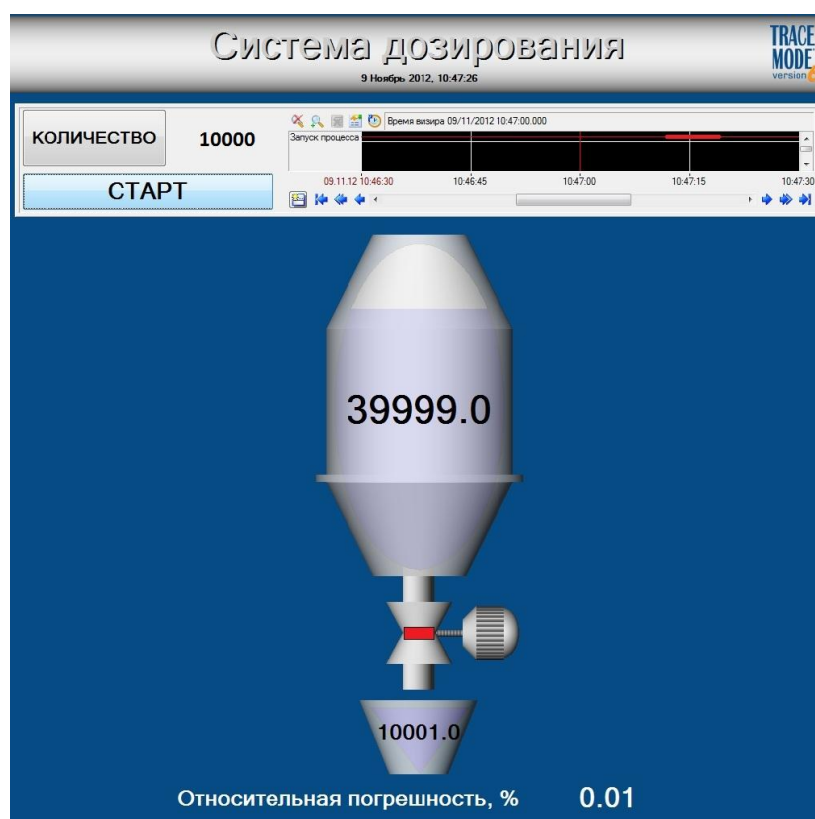 Система дозирования
9 Ноябрь 2012, 10:47:26
TRACE
MODE
version
КОЛИЧЕСТВО 10000
СТАРТ
Время визира 09/11/2012 10:47:00.000
Запуск процесса
09.11.12 10:46:30 10:46:45 10:47:00 10:47:15 10:47:30
39999.0
10001.0
Относительная погрешность, % 0.01